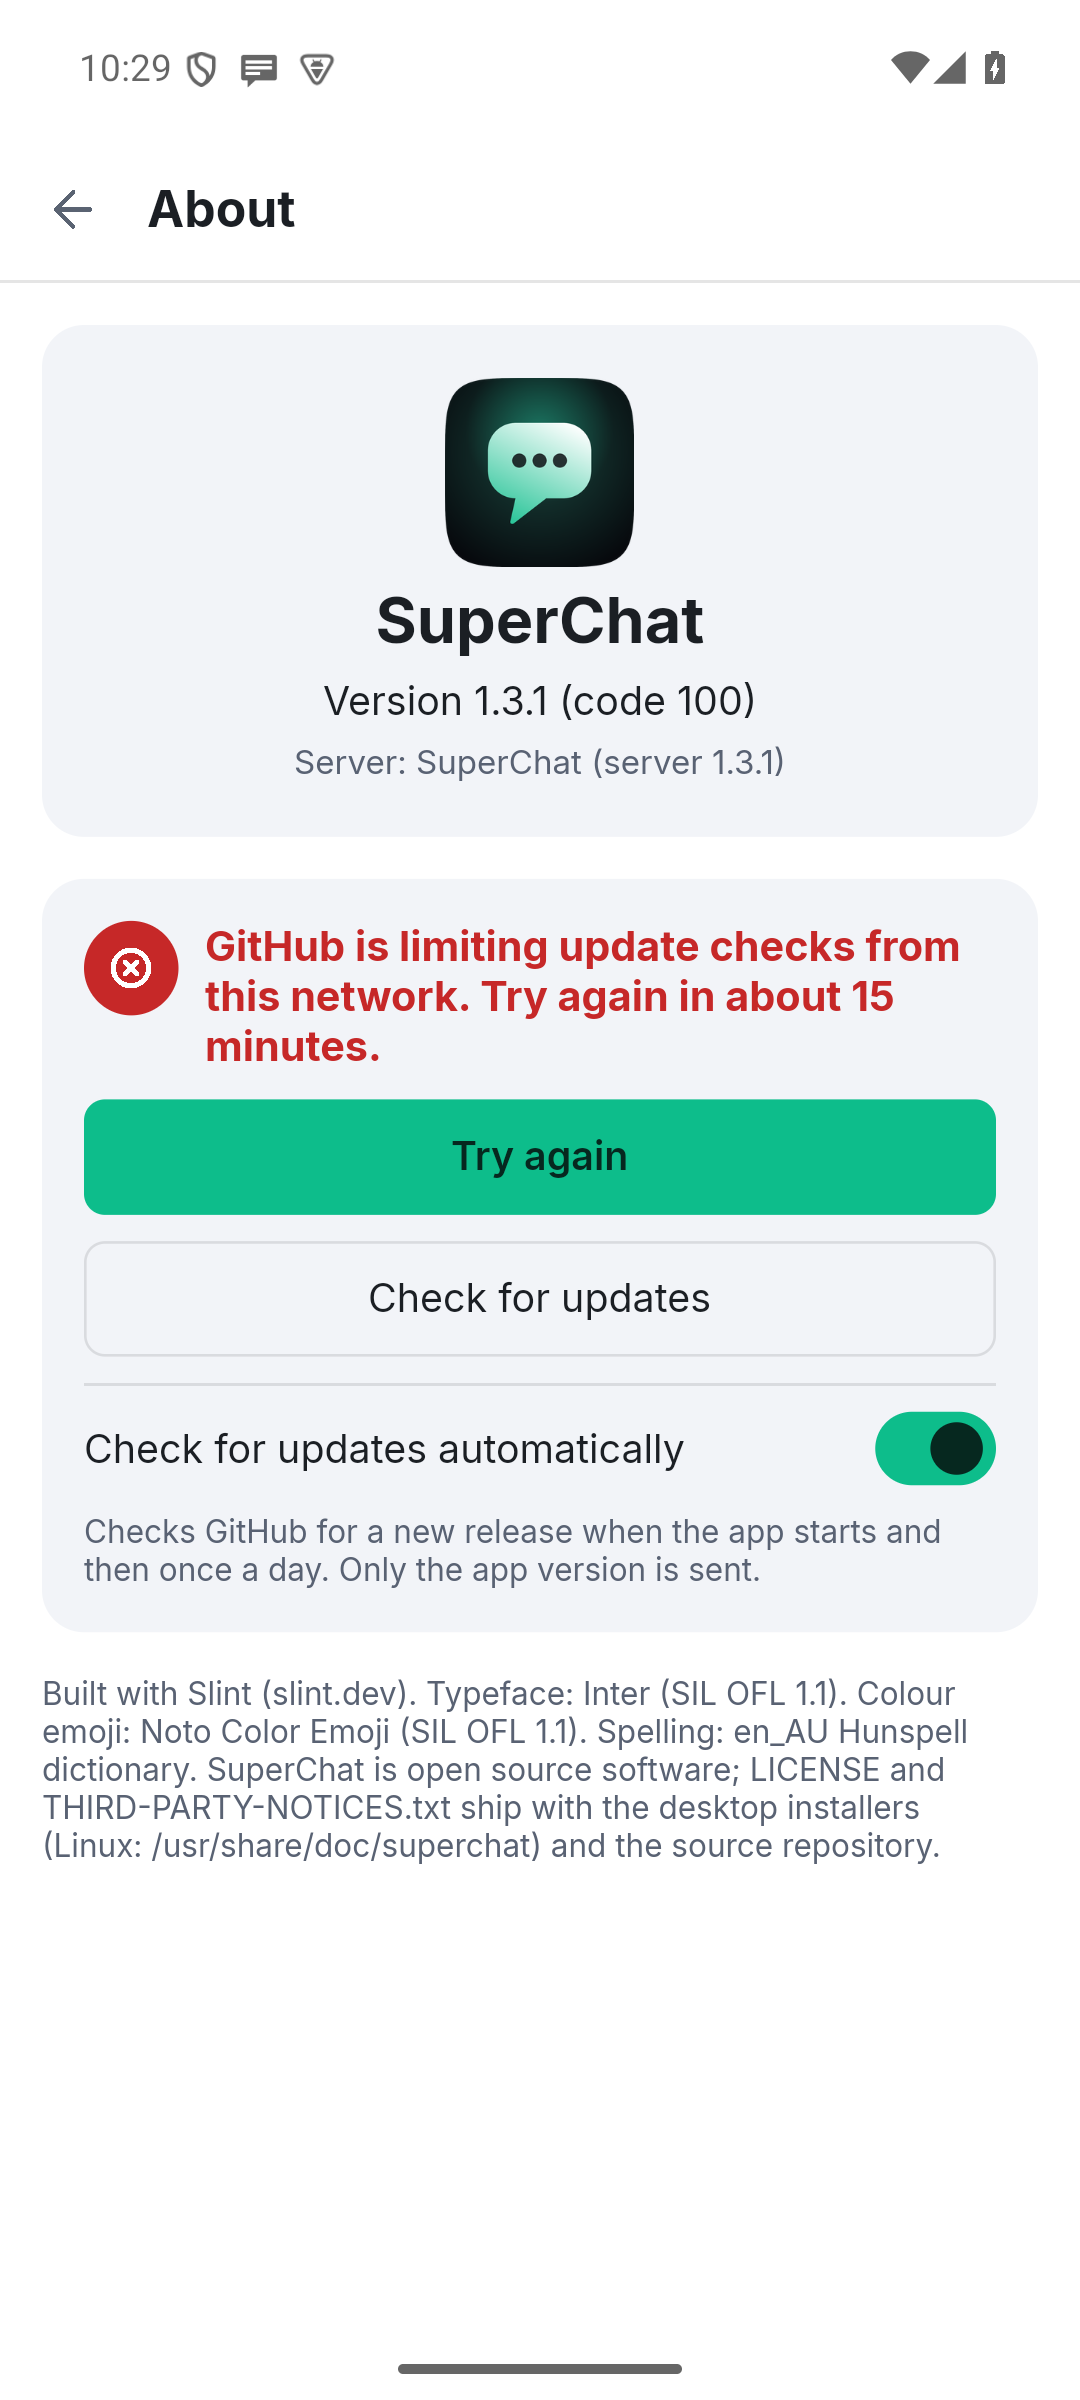 10:29
About
SuperChat
Version 1.3.1 (code 100)
Server: SuperChat (server 1.3.1)
GitHub is limiting update checks from
this network. Try again in about 15
minutes.
Try again
Check for updates
Check for updates automatically
Checks GitHub for a new release when the app starts and
then once a day. Only the app version is sent.
Built with Slint (slint.dev). Typeface: Inter (SIL OFL 1.1). Colour
emoji: Noto Color Emoji (SIL OFL 1.1). Spelling: en_AU Hunspell
dictionary. SuperChat is open source software; LICENSE and
THIRD-PARTY-NOTICES.txt ship with the desktop installers
(Linux: /usr/share/doc/superchat) and the source repository.